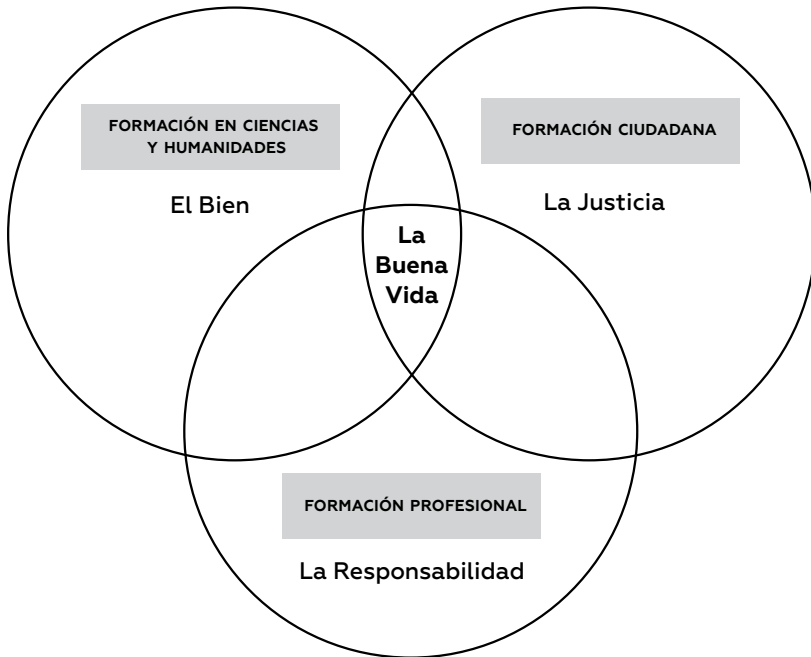 FORMACIÓN EN CIENCIAS
Y HUMANIDADES
El Bien
FORMACIÓN CIUDADANA
La Justicia
La
Buena
Vida
FORMACIÓN PROFESIONAL
La Responsabilidad